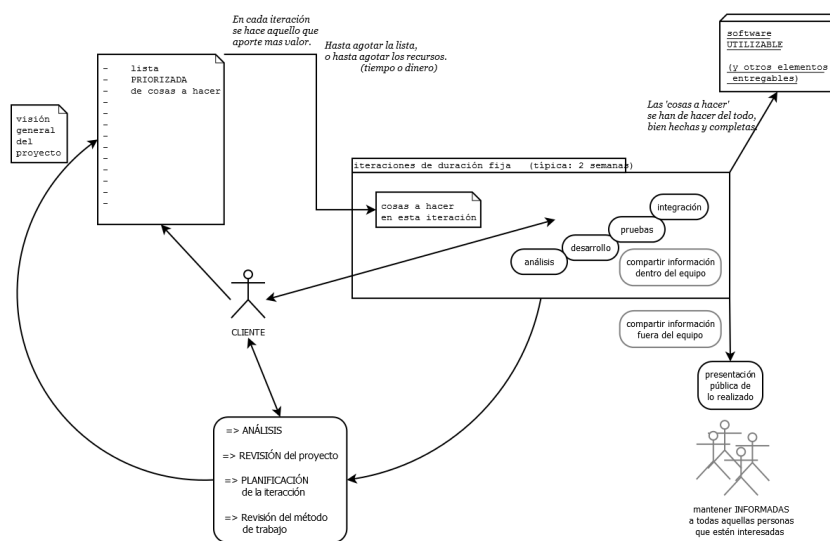 En cada iteración
se hace aquello que
aporte mas valor.
Hasta agotar la lista,
o hasta agotar los recursos.
(tiempo o dinero)
software
UTILIZABLE
(y otros elementos
entregables)
- lista
- PRIORIZADA
- de cosas a hacer
-
-
-
-
-
-
-
-
-
visión
general
del
proyecto
Las 'cosas a hacer'
se han de hacer del todo,
bien hechas y completas.
iteraciones de duración fija (típica: 2 semanas)
cosas a hacer
en esta iteración
integración
pruebas
desarrollo
análisis
compartir información
dentro del equipo
CLIENTE
compartir información
fuera del equipo
presentación
pública de
lo realizado
=> ANÁLISIS
=> REVISIÓN del proyecto
=> PLANIFICACIÓN
de la iteracción
=> Revisión del método
de trabajo
mantener INFORMADAS
a todas aquellas personas
que estén interesadas